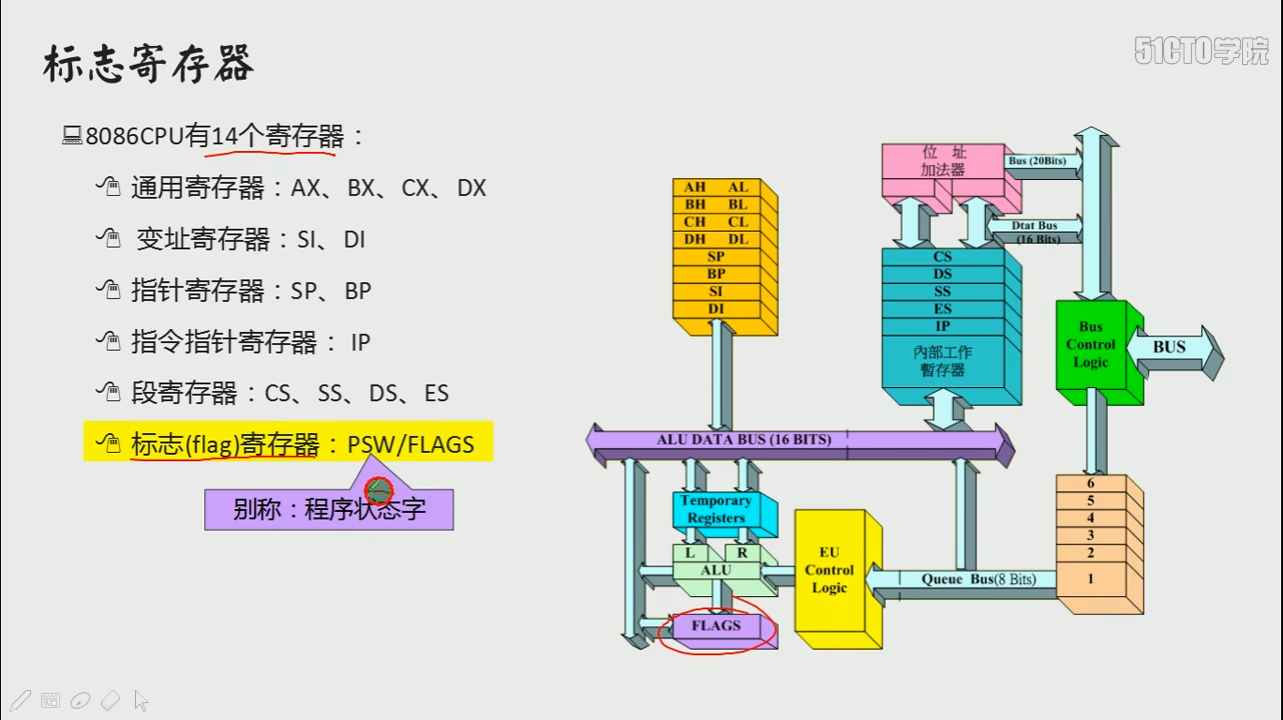 标志寄存器
51CTO学院
8086CPU有14个寄存器：
通用寄存器：AX、BX、CX、DX
变址寄存器：SI、DI
指针寄存器：SP、BP
指令指针寄存器： IP
段寄存器：CS、SS、DS、ES
标志(flag)寄存器：PSW/FLAGS
别称：程序状态字
AH AL
BH BL
CH CL
DH DL
SP
BP
SI
DI
位 址
加法器
Bus (20Bits)
Dtat Bus
(16 Bits)
CS
DS
SS
ES
IP
內部工作
暫存器
Bus
Control
Logic
BUS
ALU DATA BUS (16 BITS)
Temporary
Registers
L R
ALU
FLAGS
EU
Control
Logic
Queue Bus(8 Bits)
6
5
4
3
2
1